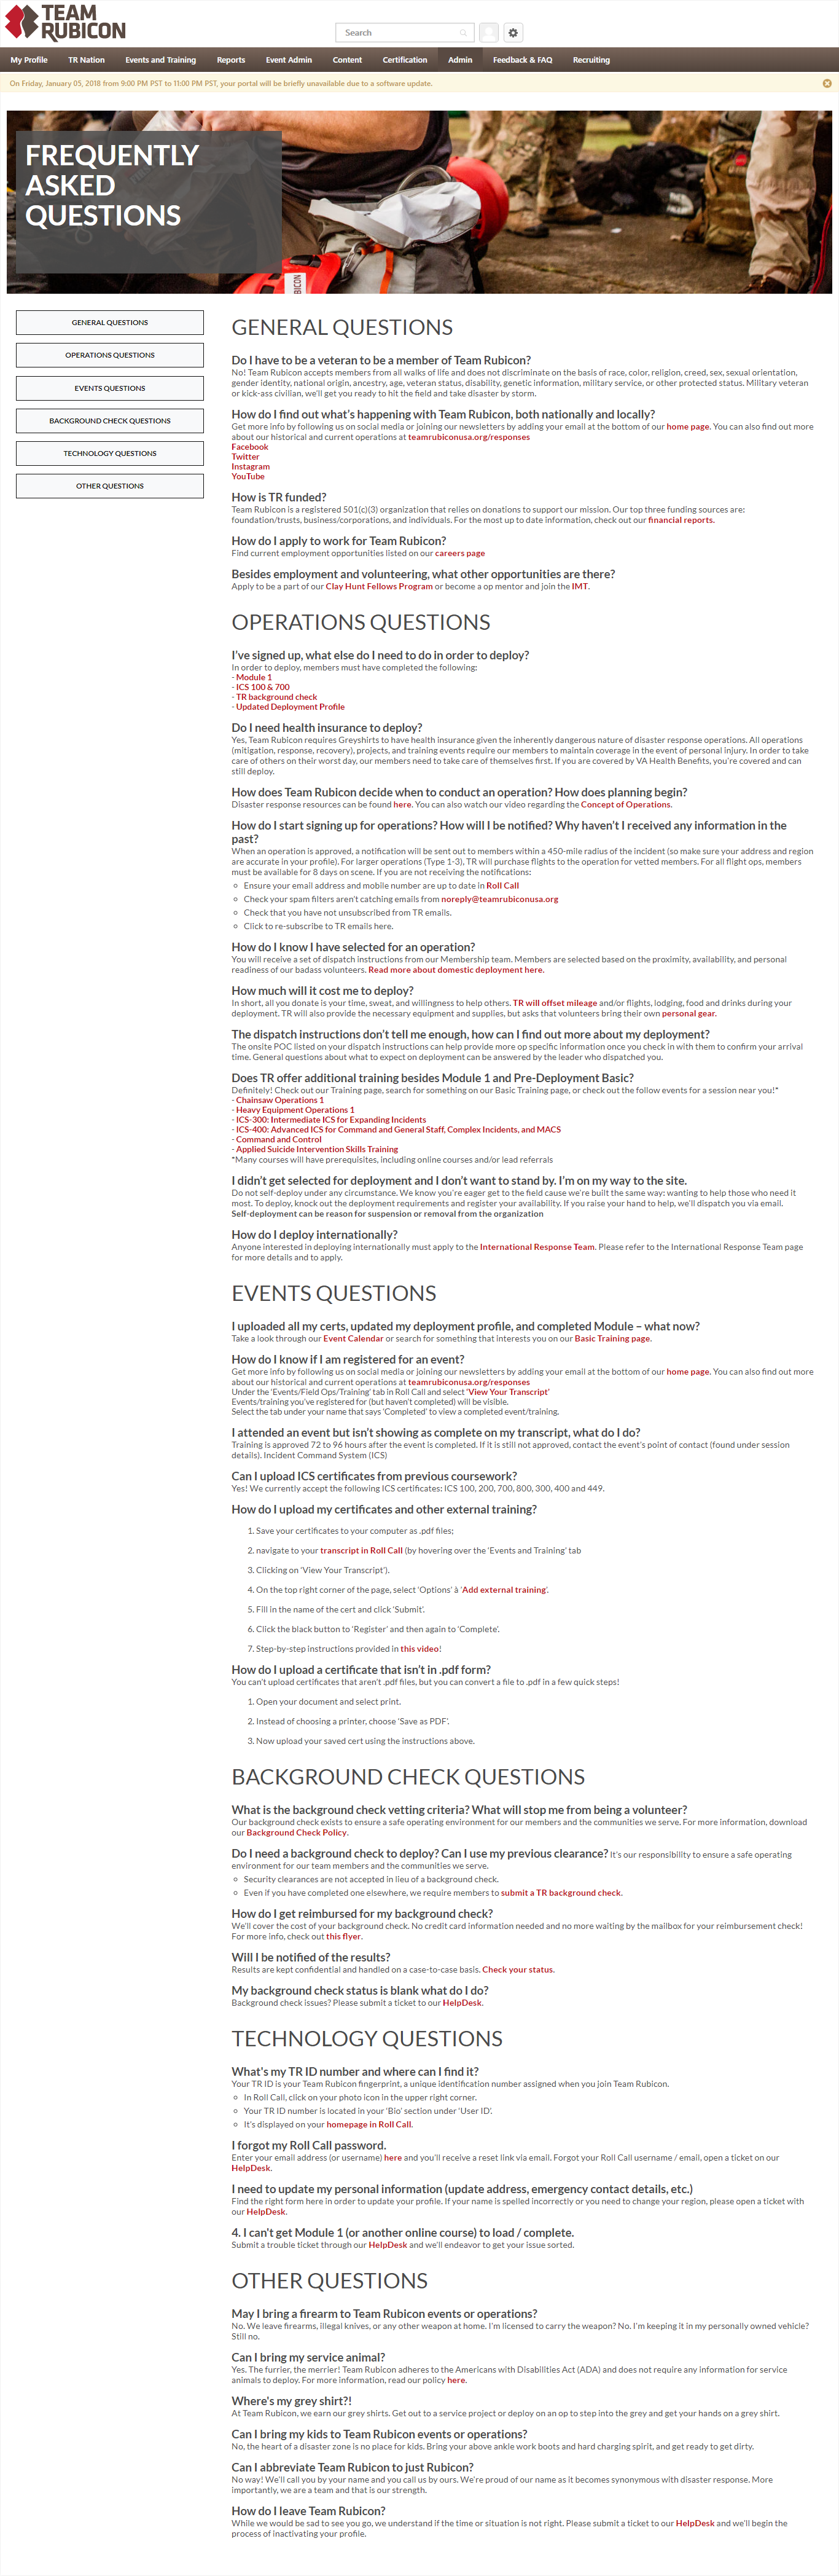 TEAM
RUBICON
Search
My Profile TR Nation Events and Training Reports Event Admin Content Certification Admin Feedback & FAQ Recruiting
On Friday, January 05, 2018 from 9:00 PM PST to 11:00 PM PST, your portal will be briefly unavailable due to a software update.
FREQUENTLY
ASKED
QUESTIONS
BICON
GENERAL QUESTIONS
OPERATIONS QUESTIONS
EVENTS QUESTIONS
BACKGROUND CHECK QUESTIONS
TECHNOLOGY QUESTIONS
OTHER QUESTIONS
GENERAL QUESTIONS
Do I have to be a veteran to be a member of Team Rubicon?
No! Team Rubicon accepts members from all walks of life and does not discriminate on the basis of race, color, religion, creed, sex, sexual orientation,
gender identity, national origin, ancestry, age, veteran status, disability, genetic information, military service, or other protected status. Military veteran
or kick-ass civilian, we'll get you ready to hit the field and take disaster by storm.
How do I find out what's happening with Team Rubicon, both nationally and locally?
Get more info by following us on social media or joining our newsletters by adding your email at the bottom of our home page. You can also find out more
about our historical and current operations at teamrubiconusa.org/responses
Facebook
Twitter
Instagram
YouTube
How is TR funded?
Team Rubicon is a registered 501(c)(3) organization that relies on donations to support our mission. Our top three funding sources are:
foundation/trusts, business/corporations, and individuals. For the most up to date information, check out our financial reports.
How do I apply to work for Team Rubicon?
Find current employment opportunities listed on our careers page
Besides employment and volunteering, what other opportunities are there?
Apply to be a part of our Clay Hunt Fellows Program or become a op mentor and join the IMT.
OPERATIONS QUESTIONS
I've signed up, what else do I need to do in order to deploy?
In order to deploy, members must have completed the following:
- Module 1
- ICS 100 & 700
- TR background check
- Updated Deployment Profile
Do I need health insurance to deploy?
Yes, Team Rubicon requires Greyshirts to have health insurance given the inherently dangerous nature of disaster response operations. All operations
(mitigation, response, recovery), projects, and training events require our members to maintain coverage in the event of personal injury. In order to take
care of others on their worst day, our members need to take care of themselves first. If you are covered by VA Health Benefits, you're covered and can
still deploy.
How does Team Rubicon decide when to conduct an operation? How does planning begin?
Disaster response resources can be found here. You can also watch our video regarding the Concept of Operations.
How do I start signing up for operations? How will I be notified? Why haven't I received any information in the
past?
When an operation is approved, a notification will be sent out to members within a 450-mile radius of the incident (so make sure your address and region
are accurate in your profile). For larger operations (Type 1-3), TR will purchase flights to the operation for vetted members. For all flight ops, members
must be available for 8 days on scene. If you are not receiving the notifications:
Ensure your email address and mobile number are up to date in Roll Call
Check your spam filters aren't catching emails from noreply@teamrubiconusa.org
Check that you have not unsubscribed from TR emails.
Click to re-subscribe to TR emails here.
How do I know I have selected for an operation?
You will receive a set of dispatch instructions from our Membership team. Members are selected based on the proximity, availability, and personal
readiness of our badass volunteers. Read more about domestic deployment here.
How much will it cost me to deploy?
In short, all you donate is your time, sweat, and willingness to help others. TR will offset mileage and/or flights, lodging, food and drinks during your
deployment. TR will also provide the necessary equipment and supplies, but asks that volunteers bring their own personal gear.
The dispatch instructions don't tell me enough, how can I find out more about my deployment?
The onsite POC listed on your dispatch instructions can help provide more op specific information once you check in with them to confirm your arrival
time. General questions about what to expect on deployment can be answered by the leader who dispatched you.
Does TR offer additional training besides Module 1 and Pre-Deployment Basic?
Definitely! Check out our Training page, search for something on our Basic Training page, or check out the follow events for a session near you!*
- Chainsaw Operations 1
- Heavy Equipment Operations 1
- ICS-300: Intermediate ICS for Expanding Incidents
- ICS-400: Advanced ICS for Command and General Staff, Complex Incidents, and MACS
- Command and Control
- Applied Suicide Intervention Skills Training
*Many courses will have prerequisites, including online courses and/or lead referrals
I didn't get selected for deployment and I don't want to stand by. I'm on my way to the site.
Do not self-deploy under any circumstance. We know you're eager get to the field cause we're built the same way: wanting to help those who need it
most. To deploy, knock out the deployment requirements and register your availability. If you raise your hand to help, we'll dispatch you via email.
Self-deployment can be reason for suspension or removal from the organization
How do I deploy internationally?
Anyone interested in deploying internationally must apply to the International Response Team. Please refer to the International Response Team page
for more details and to apply.
EVENTS QUESTIONS
I uploaded all my certs, updated my deployment profile, and completed Module – what now?
Take a look through our Event Calendar or search for something that interests you on our Basic Training page.
How do I know if I am registered for an event?
Get more info by following us on social media or joining our newsletters by adding your email at the bottom of our home page. You can also find out more
about our historical and current operations at teamrubiconusa.org/responses
Under the 'Events/Field Ops/Training' tab in Roll Call and select 'View Your Transcript'
Events/training you've registered for (but haven't completed) will be visible.
Select the tab under your name that says 'Completed' to view a completed event/training.
I attended an event but isn't showing as complete on my transcript, what do I do?
Training is approved 72 to 96 hours after the event is completed. If it is still not approved, contact the event's point of contact (found under session
details). Incident Command System (ICS)
Can I upload ICS certificates from previous coursework?
Yes! We currently accept the following ICS certificates: ICS 100, 200, 700, 800, 300, 400 and 449.
How do I upload my certificates and other external training?
1. Save your certificates to your computer as .pdf files;
2. navigate to your transcript in Roll Call (by hovering over the 'Events and Training' tab
3. Clicking on 'View Your Transcript').
4. On the top right corner of the page, select 'Options' à 'Add external training'.
5. Fill in the name of the cert and click 'Submit'.
6. Click the black button to 'Register' and then again to 'Complete'.
7. Step-by-step instructions provided in this video!
How do I upload a certificate that isn't in .pdf form?
You can't upload certificates that aren't .pdf files, but you can convert a file to .pdf in a few quick steps!
1. Open your document and select print.
2. Instead of choosing a printer, choose 'Save as PDF'.
3. Now upload your saved cert using the instructions above.
BACKGROUND CHECK QUESTIONS
What is the background check vetting criteria? What will stop me from being a volunteer?
Our background check exists to ensure a safe operating environment for our members and the communities we serve. For more information, download
our Background Check Policy.
Do I need a background check to deploy? Can I use my previous clearance? It's our responsibility to ensure a safe operating
environment for our team members and the communities we serve.
Security clearances are not accepted in lieu of a background check.
Even if you have completed one elsewhere, we require members to submit a TR background check.
How do I get reimbursed for my background check?
We'll cover the cost of your background check. No credit card information needed and no more waiting by the mailbox for your reimbursement check!
For more info, check out this flyer.
Will I be notified of the results?
Results are kept confidential and handled on a case-to-case basis. Check your status.
My background check status is blank what do I do?
Background check issues? Please submit a ticket to our HelpDesk.
TECHNOLOGY QUESTIONS
What's my TR ID number and where can I find it?
Your TR ID is your Team Rubicon fingerprint, a unique identification number assigned when you join Team Rubicon.
In Roll Call, click on your photo icon in the upper right corner.
Your TR ID number is located in your 'Bio' section under 'User ID'.
It's displayed on your homepage in Roll Call.
I forgot my Roll Call password.
Enter your email address (or username) here and you'll receive a reset link via email. Forgot your Roll Call username / email, open a ticket on our
HelpDesk.
I need to update my personal information (update address, emergency contact details, etc.)
Find the right form here in order to update your profile. If your name is spelled incorrectly or you need to change your region, please open a ticket with
our HelpDesk.
4. I can't get Module 1 (or another online course) to load / complete.
Submit a trouble ticket through our HelpDesk and we'll endeavor to get your issue sorted.
OTHER QUESTIONS
May I bring a firearm to Team Rubicon events or operations?
No. We leave firearms, illegal knives, or any other weapon at home. I'm licensed to carry the weapon? No. I'm keeping it in my personally owned vehicle?
Still no.
Can I bring my service animal?
Yes. The furrier, the merrier! Team Rubicon adheres to the Americans with Disabilities Act (ADA) and does not require any information for service
animals to deploy. For more information, read our policy here.
Where's my grey shirt?!
At Team Rubicon, we earn our grey shirts. Get out to a service project or deploy on an op to step into the grey and get your hands on a grey shirt.
Can I bring my kids to Team Rubicon events or operations?
No, the heart of a disaster zone is no place for kids. Bring your above ankle work boots and hard charging spirit, and get ready to get dirty.
Can I abbreviate Team Rubicon to just Rubicon?
No way! We'll call you by your name and you call us by ours. We're proud of our name as it becomes synonymous with disaster response. More
importantly, we are a team and that is our strength.
How do I leave Team Rubicon?
While we would be sad to see you go, we understand if the time or situation is not right. Please submit a ticket to our HelpDesk and we'll begin the
process of inactivating your profile.